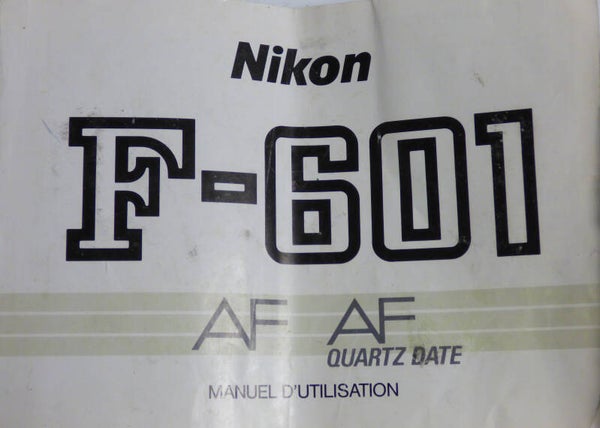 Nikon
F-601
AF AF
QUARTZ DATE
MANUEL D'UTILISATION